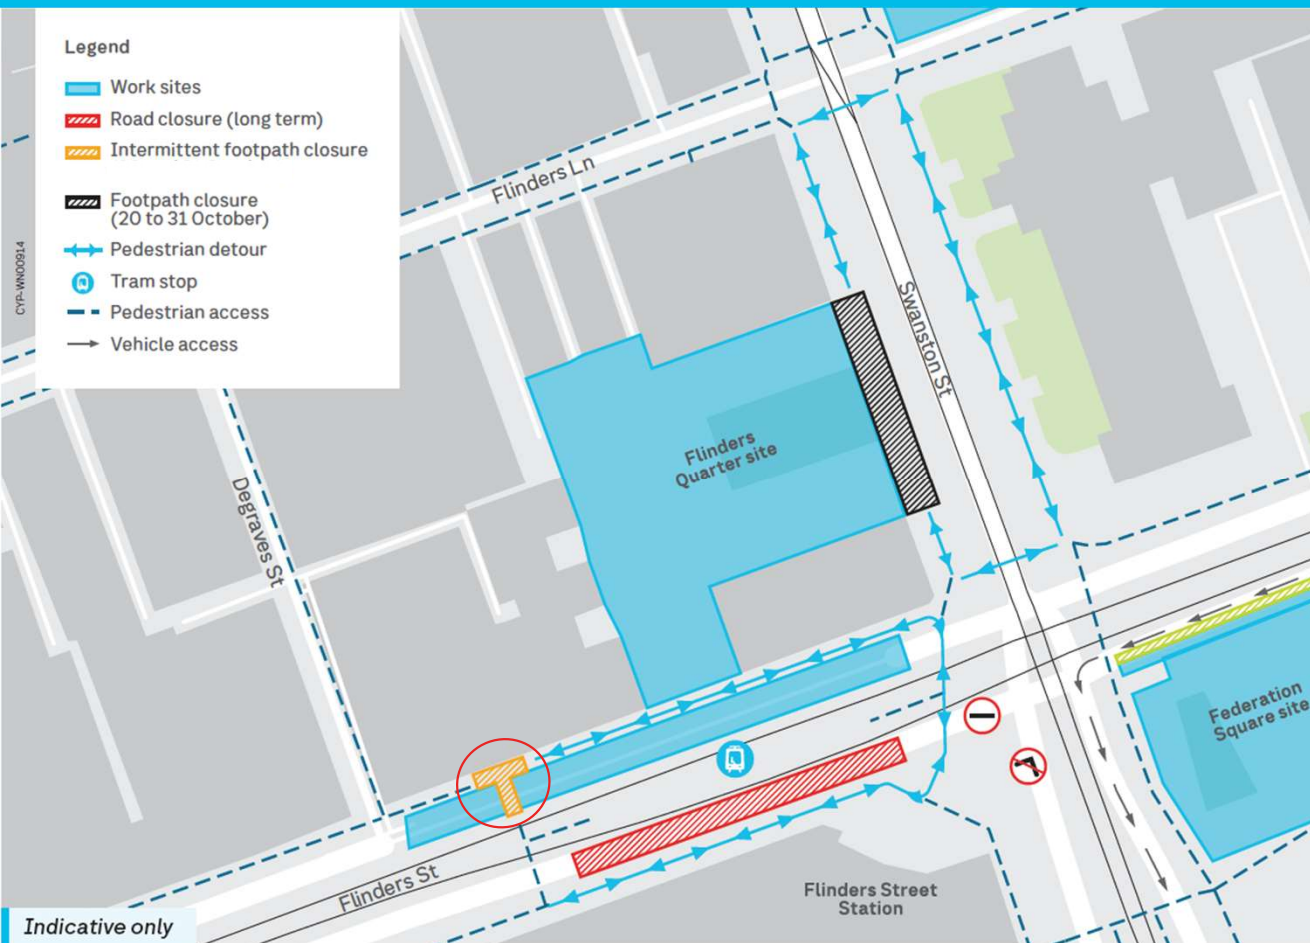 Legend
Work sites
Road closure (long term)
Intermittent footpath closure
Footpath closure
(20 to 31 October)
Pedestrian detour
Tram stop
Pedestrian access
Vehicle access
CYP-WN00914
Flinders Ln
Swanston St
Flinders
Quarter site
Degraves St
Federation
Square site
Flinders St
Flinders Street
Station
Indicative only